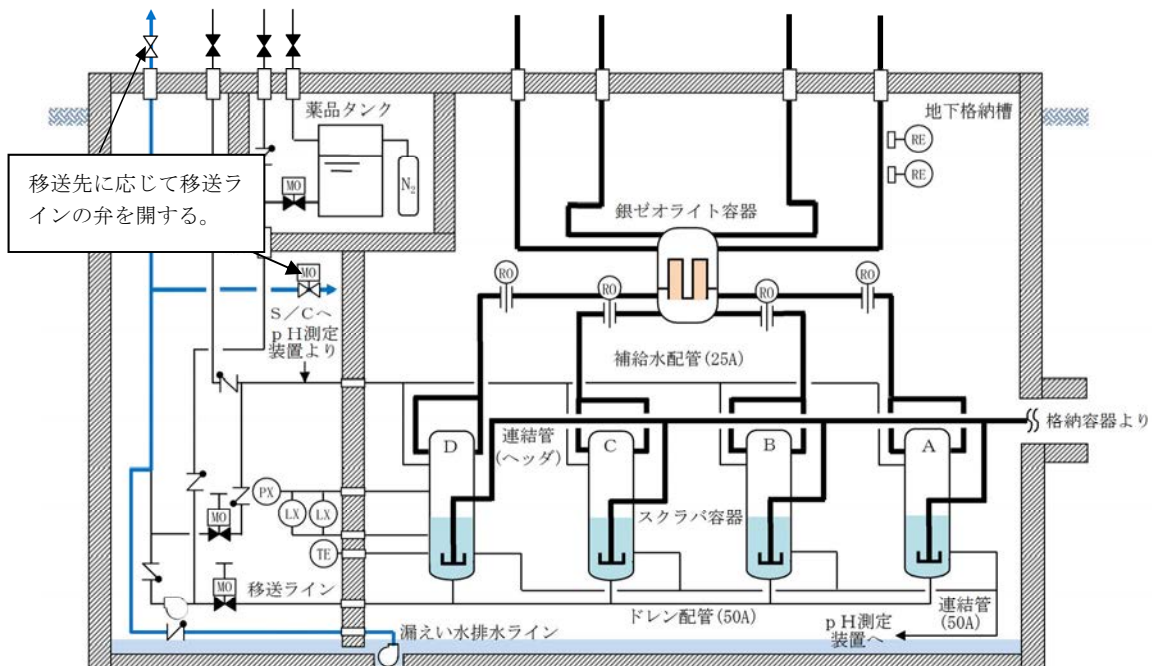 薬品タンク
地下格納槽
RE
RE
MO
N₂
移送先に応じて移送ラ
インの弁を開する。
銀ゼオライト容器
MO
RO
RO
RO
RO
S/Cへ
pH測定
装置より
補給水配管(25A)
格納容器より
D
C
B
A
連結管
(ヘッダ)
PX
LX
LX
MO
スクラバ容器
TE
MO
移送ライン
ドレン配管(50A)
連結管
(50A)
pH測定
装置へ
漏えい水排水ライン